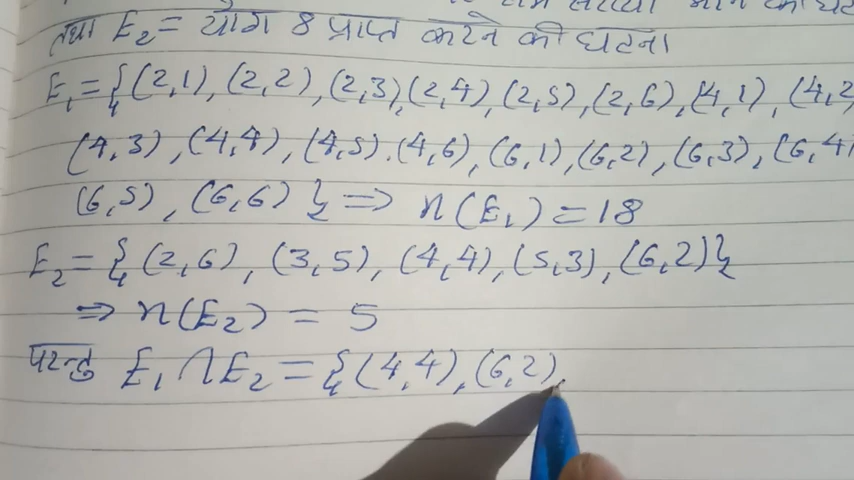 तथा E₂ = योग 8 प्राप्त करने की घटना
E₁ = {(2,1), (2,2), (2,3), (2,4), (2,5), (2,6), (4,1), (4,2
(4,3), (4,4), (4,5), (4,6), (6,1), (6,2), (6,3), (6,4)
(6,5), (6,6)} ⇒ n(E₁) = 18
E₂ = {(2,6), (3,5), (4,4), (5,3), (6,2)}
⇒ n(E₂) = 5
परन्तु E₁ ∩ E₂ = {(4,4), (6,2),